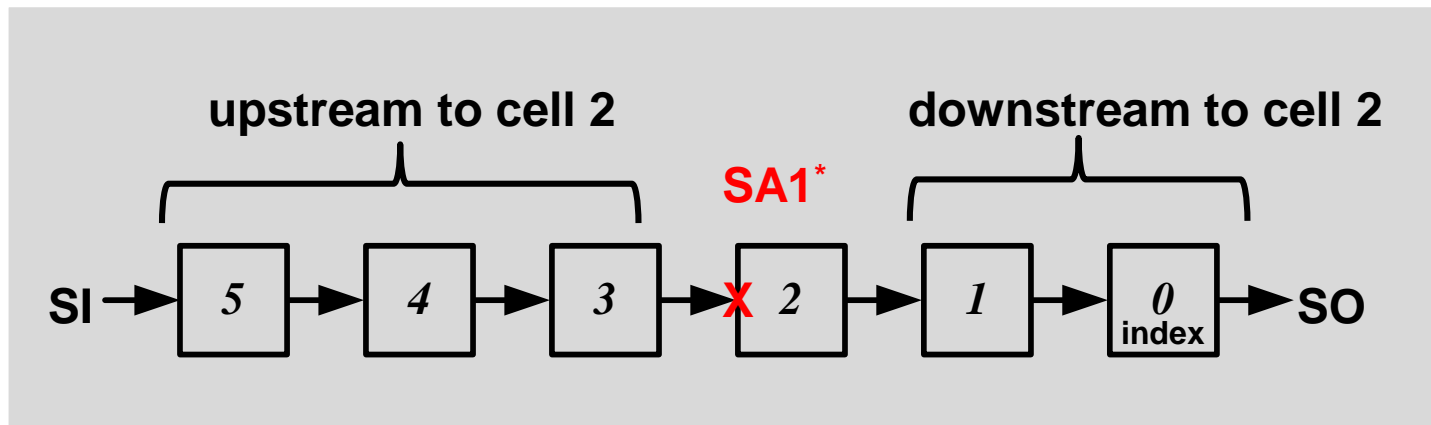 upstream to cell 2
downstream to cell 2
SA1*
SI 5 4 3 X 2 1 0 SO
index